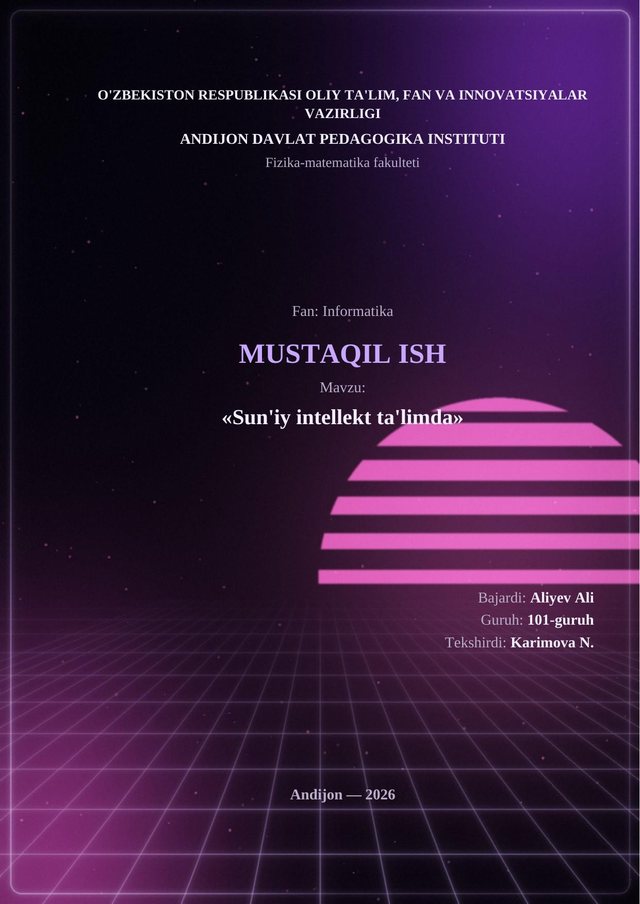 O'ZBEKISTON RESPUBLIKASI OLIY TA'LIM, FAN VA INNOVATSIYALAR
VAZIRLIGI
ANDIJON DAVLAT PEDAGOGIKA INSTITUTI
Fizika-matematika fakulteti
Fan: Informatika
MUSTAQIL ISH
Mavzu:
«Sun'iy intellekt ta'limda»
Bajardi: Aliyev Ali
Guruh: 101-guruh
Tekshirdi: Karimova N.
Andijon — 2026